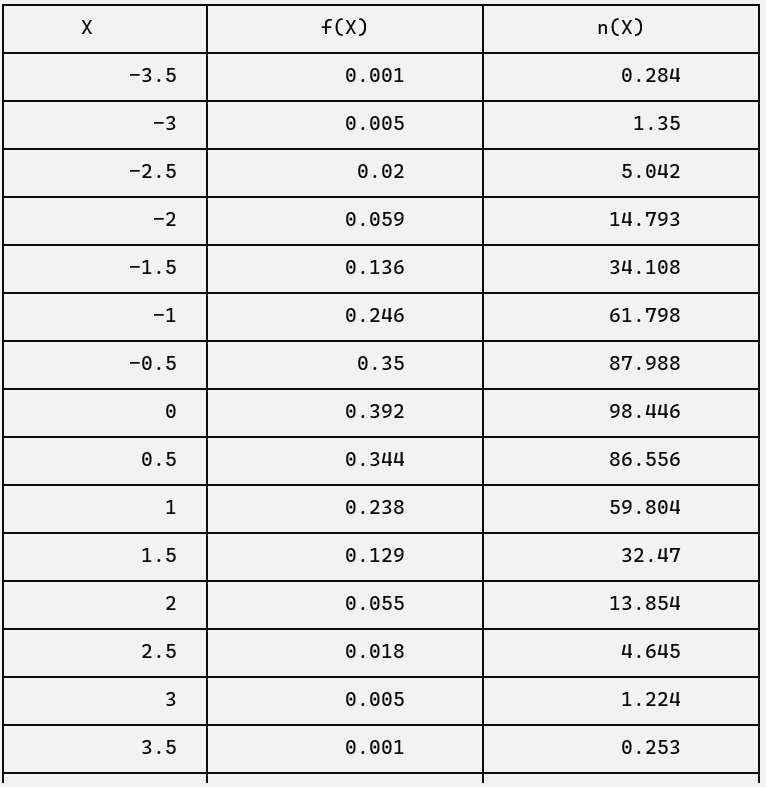 X f(X) n(X)
−3.5 0.001 0.284
−3 0.005 1.35
−2.5 0.02 5.042
−2 0.059 14.793
−1.5 0.136 34.108
−1 0.246 61.798
−0.5 0.35 87.988
0 0.392 98.446
0.5 0.344 86.556
1 0.238 59.804
1.5 0.129 32.47
2 0.055 13.854
2.5 0.018 4.645
3 0.005 1.224
3.5 0.001 0.253